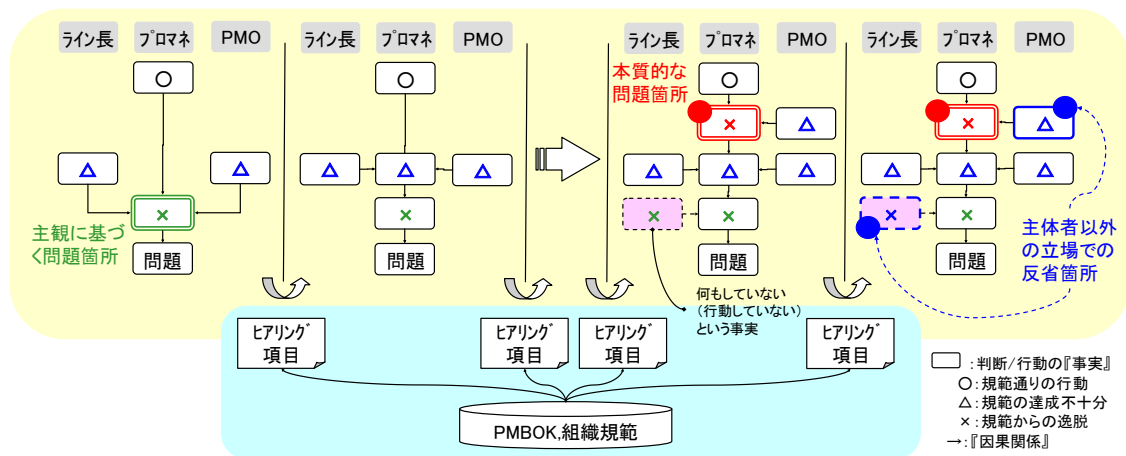 ライン長
プロマネ
PMO
ライン長
プロマネ
PMO
ライン長
プロマネ
PMO
ライン長
プロマネ
PMO
○
△
△
×
主観に基づ
く問題箇所
問題
○
△
△
△
×
問題
本質的な
問題箇所
○
×
△
△
△
△
×
×
問題
何もしていない
(行動していない)
という事実
○
×
△
△
△
△
×
×
問題
主体者以外
の立場での
反省箇所
ヒアリング
項目
ヒアリング
項目
ヒアリング
項目
ヒアリング
項目
PMBOK,組織規範
:判断/行動の『事実』
○:規範通りの行動
△:規範の達成不十分
×:規範からの逸脱
→:『因果関係』